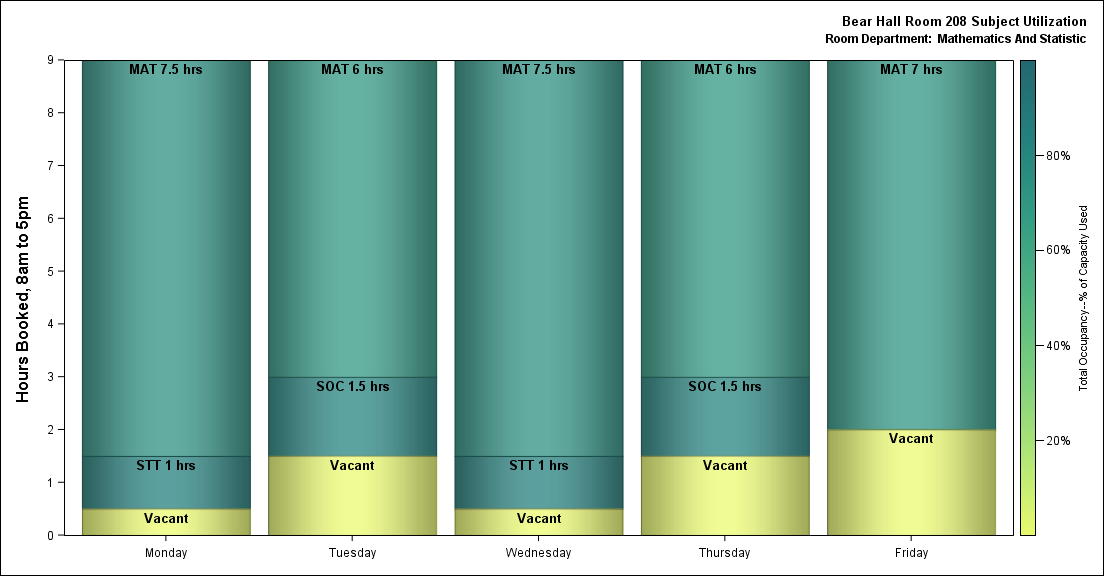 Bear Hall Room 208 Subject Utilization
Room Department: Mathematics And Statistic
Hours Booked, 8am to 5pm
9
8
7
6
5
4
3
2
1
0
MAT 7.5 hrs
STT 1 hrs
Vacant
MAT 6 hrs
SOC 1.5 hrs
Vacant
MAT 7.5 hrs
STT 1 hrs
Vacant
MAT 6 hrs
SOC 1.5 hrs
Vacant
MAT 7 hrs
Vacant
Monday
Tuesday
Wednesday
Thursday
Friday
80%
60%
40%
20%
Total Occupancy--% of Capacity Used